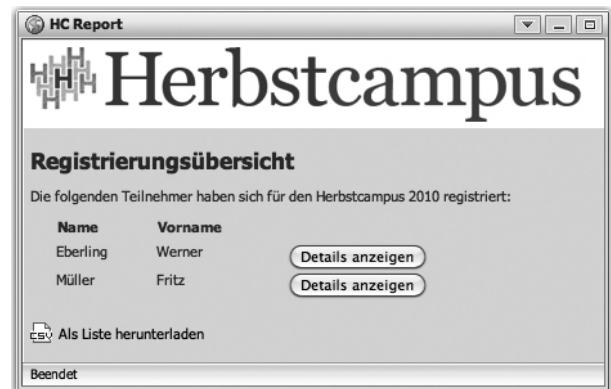 HC Report
Herbstcampus
Registrierungsübersicht
Die folgenden Teilnehmer haben sich für den Herbstcampus 2010 registriert:
Name Vorname
Eberling Werner Details anzeigen
Müller Fritz Details anzeigen
CSV Als Liste herunterladen
Beendet